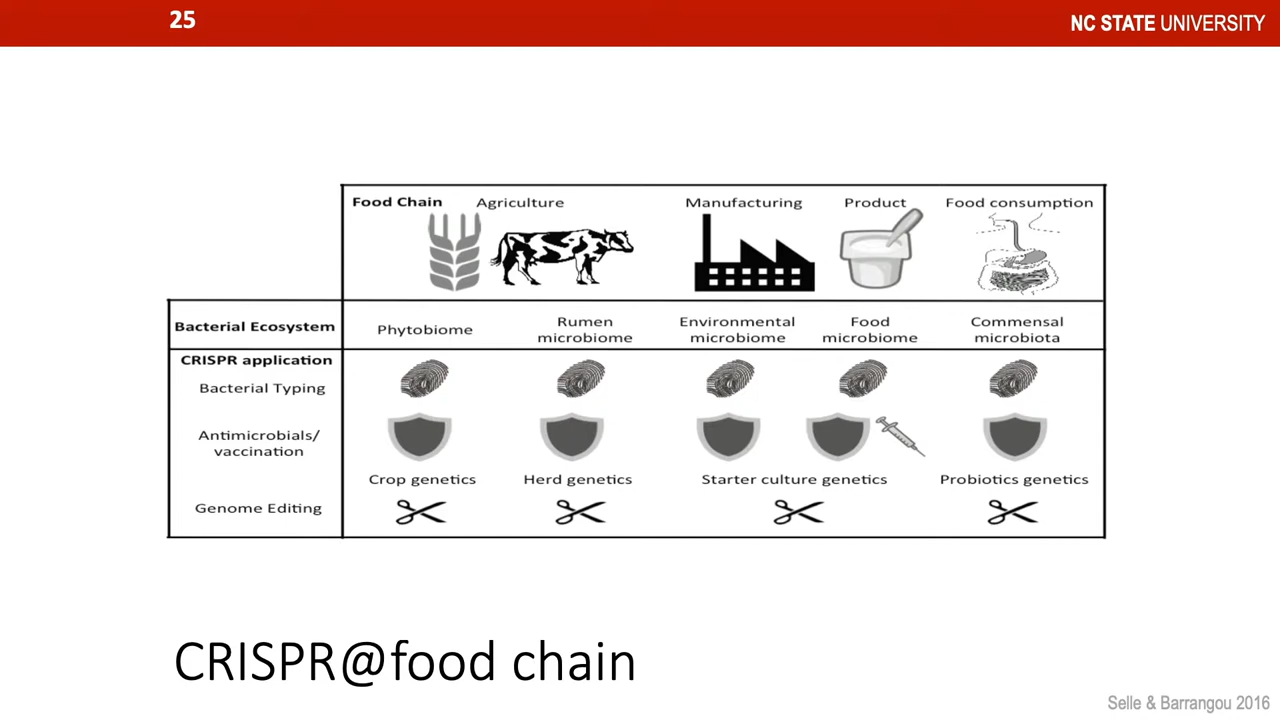 25
NC STATE UNIVERSITY
Food Chain Agriculture Manufacturing Product Food consumption
Bacterial Ecosystem Phytobiome Rumen microbiome Environmental microbiome Food microbiome Commensal microbiota
CRISPR application
Bacterial Typing
Antimicrobials/
vaccination
Crop genetics Herd genetics Starter culture genetics Probiotics genetics
Genome Editing
CRISPR@food chain
Selle & Barrangou 2016